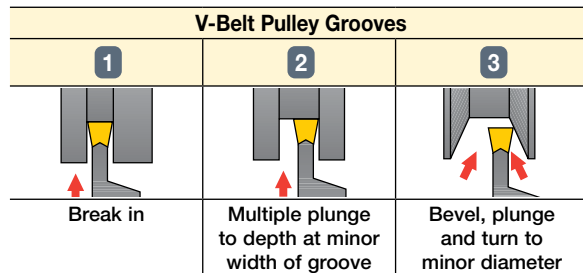 V-Belt Pulley Grooves
1
2
3
Break in
Multiple plunge
to depth at minor
width of groove
Bevel, plunge
and turn to
minor diameter